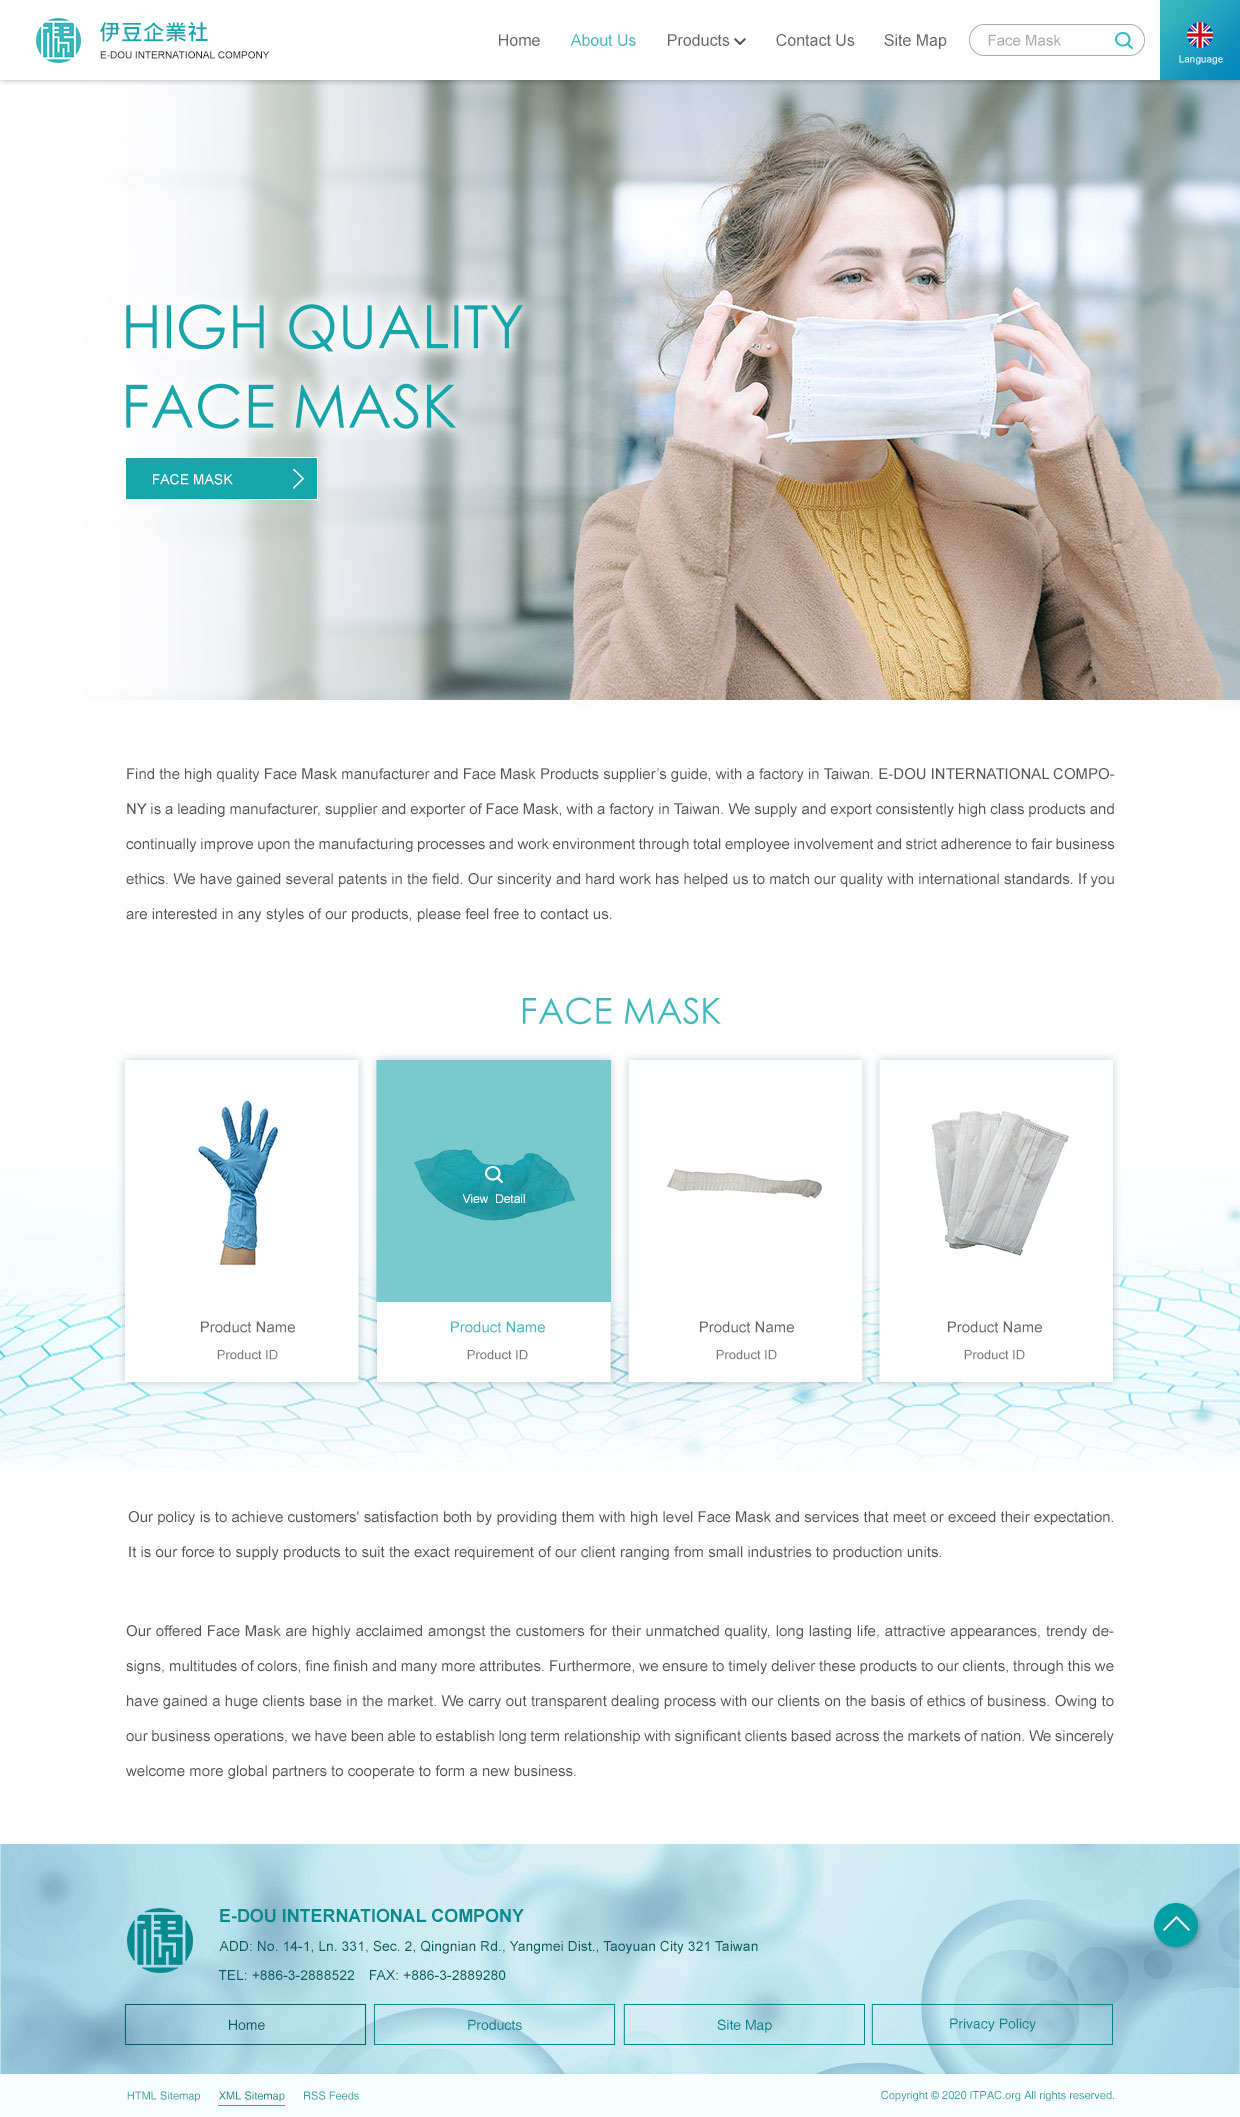 伊豆企業社
E-DOU INTERNATIONAL COMPONY
Home
About Us
Products
Contact Us
Site Map
Face Mask
Language
HIGH QUALITY
FACE MASK
FACE MASK
Find the high quality Face Mask manufacturer and Face Mask Products supplier's guide, with a factory in Taiwan. E-DOU INTERNATIONAL COMPO-
NY is a leading manufacturer, supplier and exporter of Face Mask, with a factory in Taiwan. We supply and export consistently high class products and
continually improve upon the manufacturing processes and work environment through total employee involvement and strict adherence to fair business
ethics. We have gained several patents in the field. Our sincerity and hard work has helped us to match our quality with international standards. If you
are interested in any styles of our products, please feel free to contact us.
FACE MASK
View Detail
Product Name
Product ID
Product Name
Product ID
Product Name
Product ID
Product Name
Product ID
Our policy is to achieve customers' satisfaction both by providing them with high level Face Mask and services that meet or exceed their expectation.
It is our force to supply products to suit the exact requirement of our client ranging from small industries to production units.
Our offered Face Mask are highly acclaimed amongst the customers for their unmatched quality, long lasting life, attractive appearances, trendy de-
signs, multitudes of colors, fine finish and many more attributes. Furthermore, we ensure to timely deliver these products to our clients, through this we
have gained a huge clients base in the market. We carry out transparent dealing process with our clients on the basis of ethics of business. Owing to
our business operations, we have been able to establish long term relationship with significant clients based across the markets of nation. We sincerely
welcome more global partners to cooperate to form a new business.
E-DOU INTERNATIONAL COMPONY
ADD: No. 14-1, Ln. 331, Sec. 2, Qingnian Rd., Yangmei Dist., Taoyuan City 321 Taiwan
TEL: +886-3-2888522 FAX: +886-3-2889280
Home
Products
Site Map
Privacy Policy
HTML Sitemap
XML Sitemap
RSS Feeds
Copyright © 2020 ITPAC.org All rights reserved.